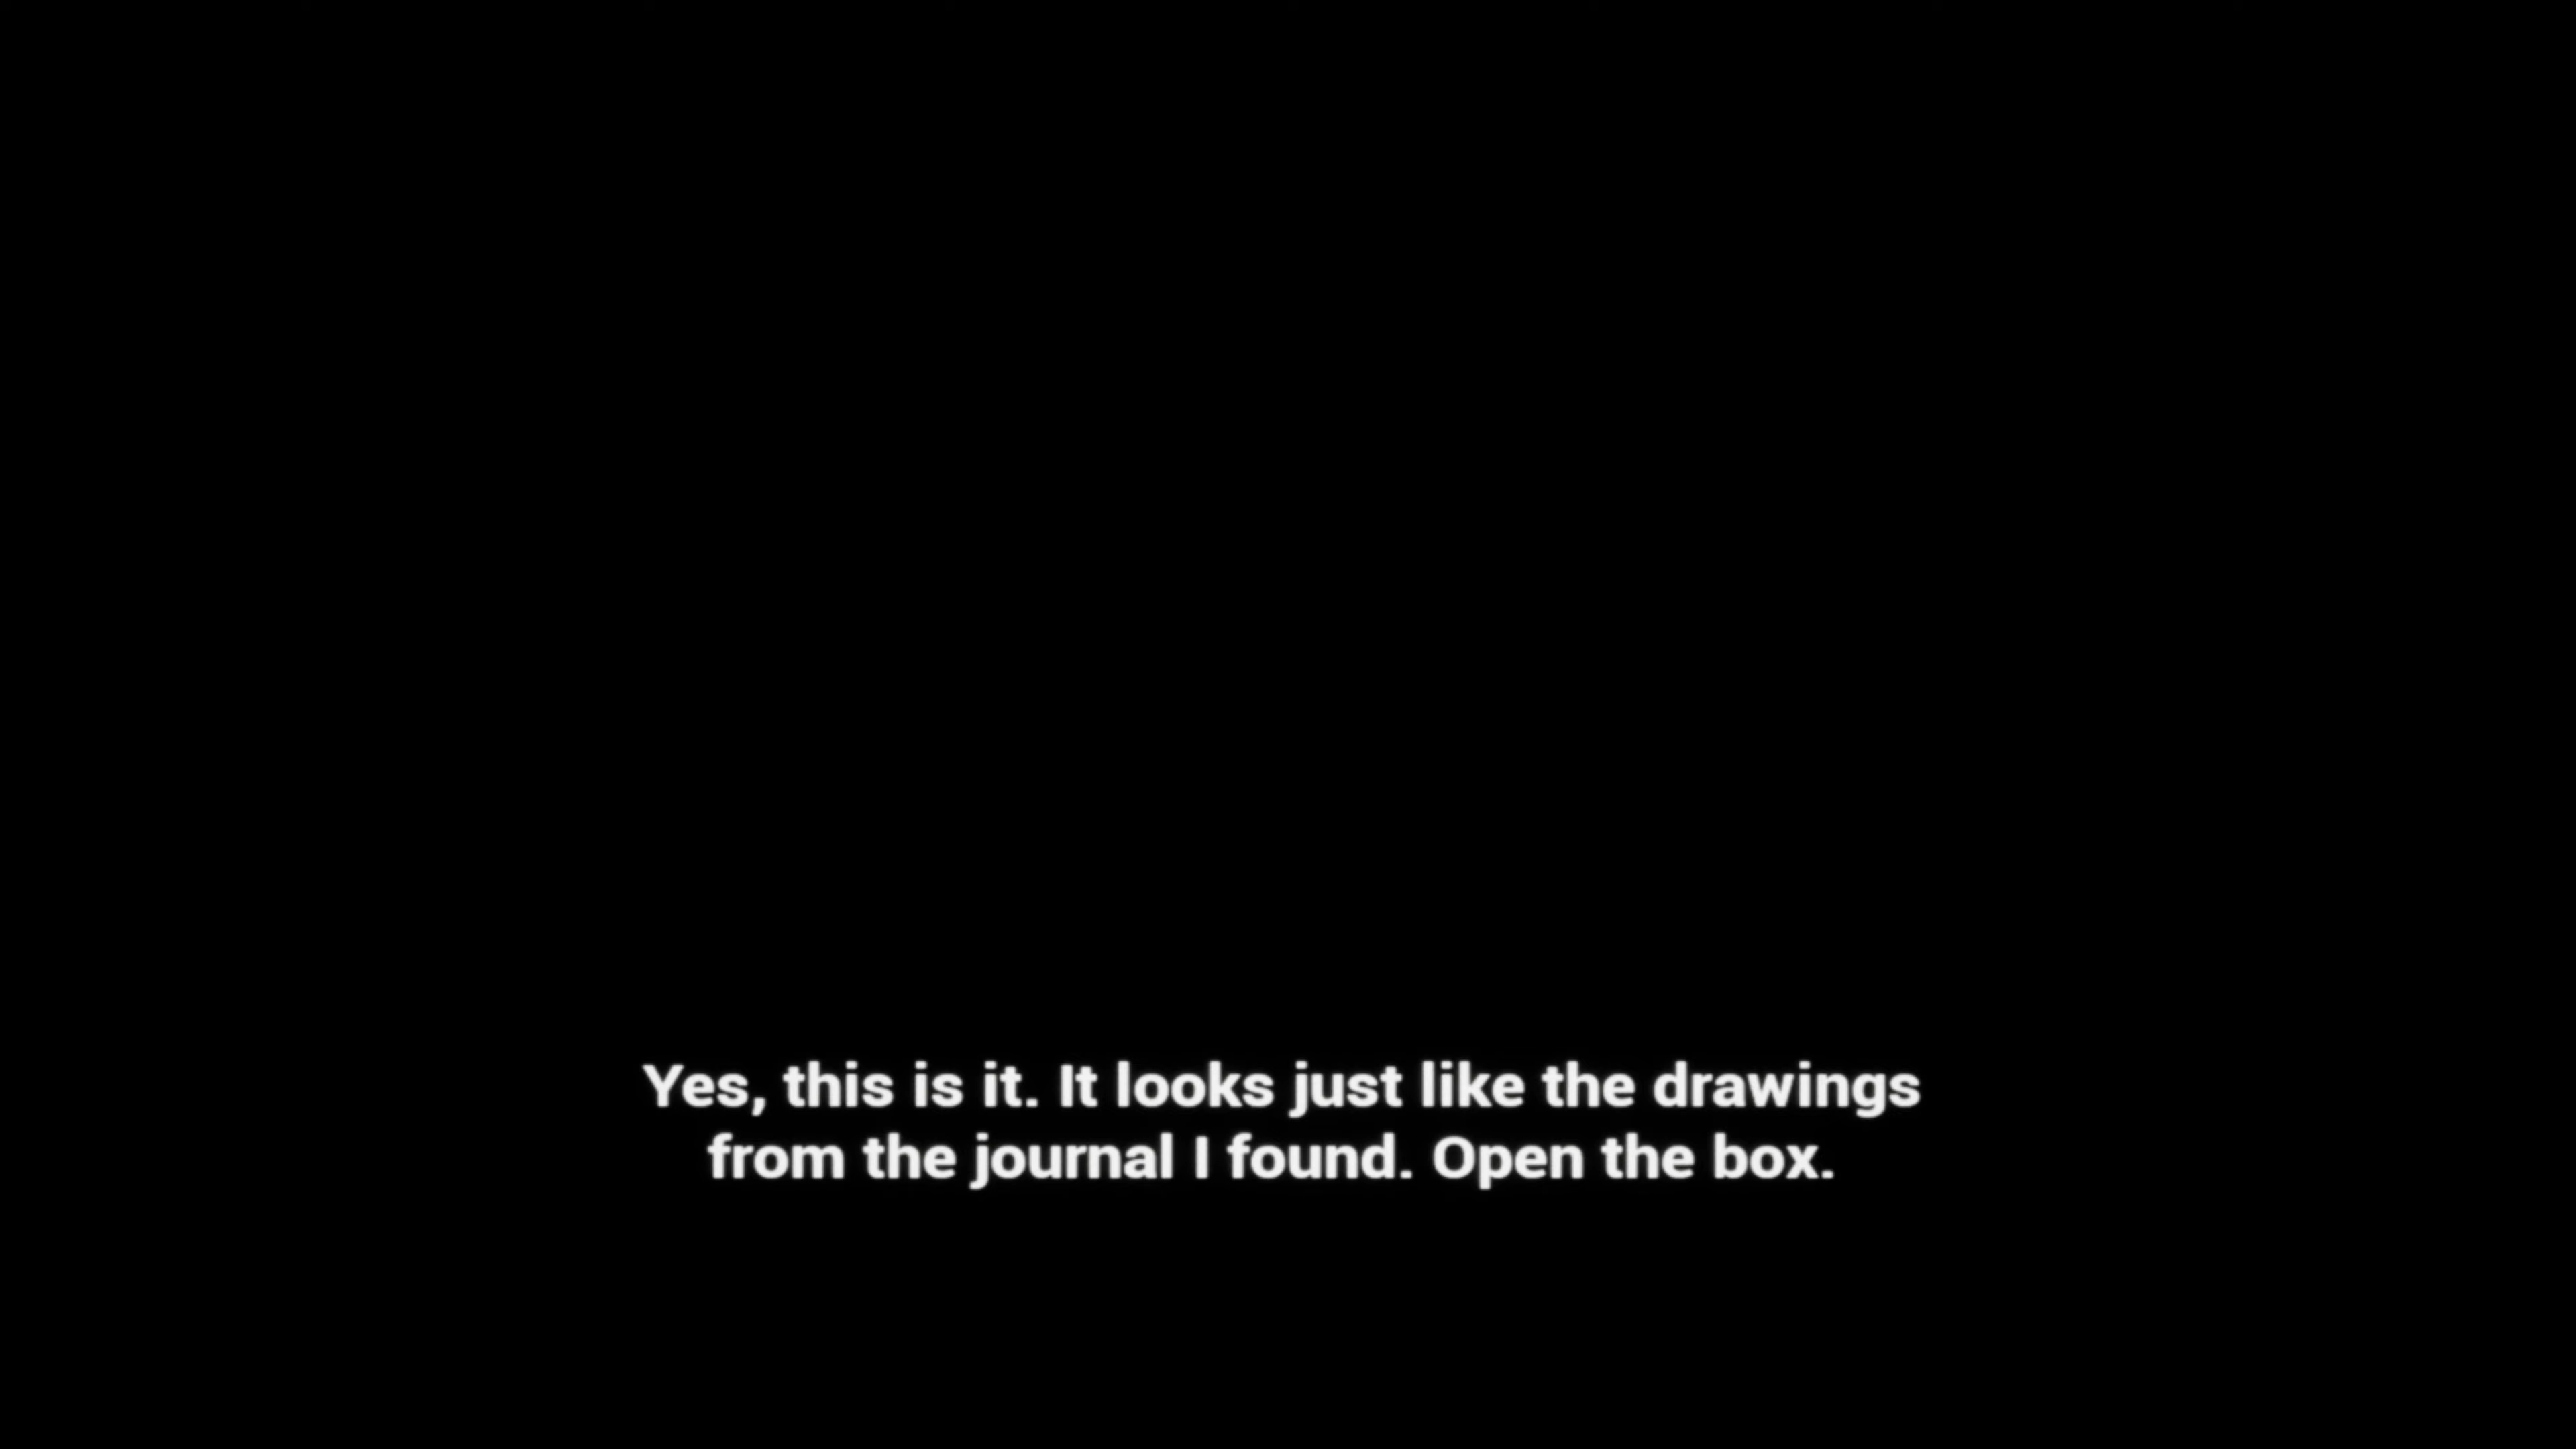 Yes, this is it. It looks just like the drawings
from the journal I found. Open the box.